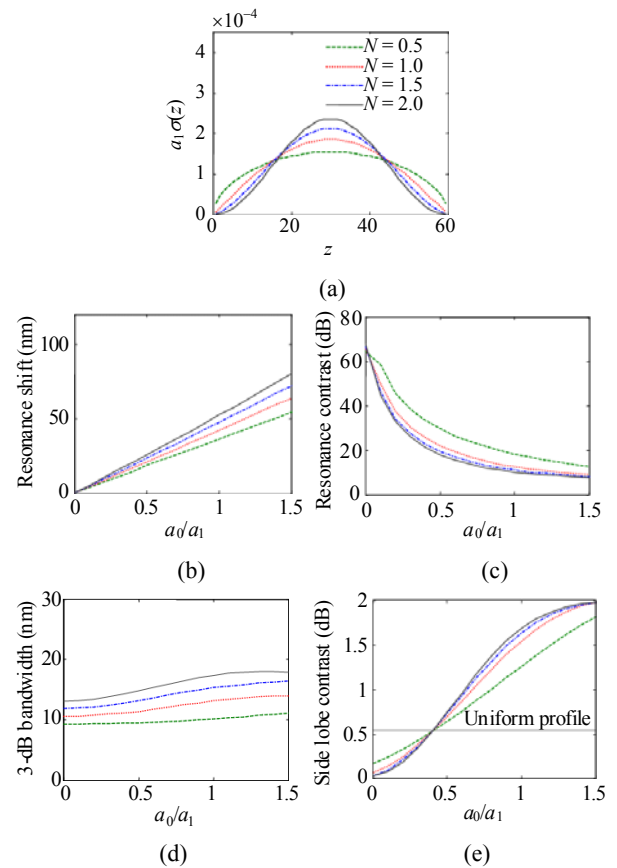 ×10⁻⁴
N = 0.5
N = 1.0
N = 1.5
N = 2.0
a₁σ(z)
4
3
2
1
0
0 20 40 60
z
(a)
Resonance shift (nm)
100
50
0
0.5 1 1.5
a₀/a₁
(b)
Resonance contrast (dB)
80
60
40
20
0
0 0.5 1 1.5
a₀/a₁
(c)
3-dB bandwidth (nm)
30
20
10
0
0 0.5 1 1.5
a₀/a₁
(d)
Side lobe contrast (dB)
2
1
0.5
0
Uniform profile
0 0.5 1 1.5
a₀/a₁
(e)